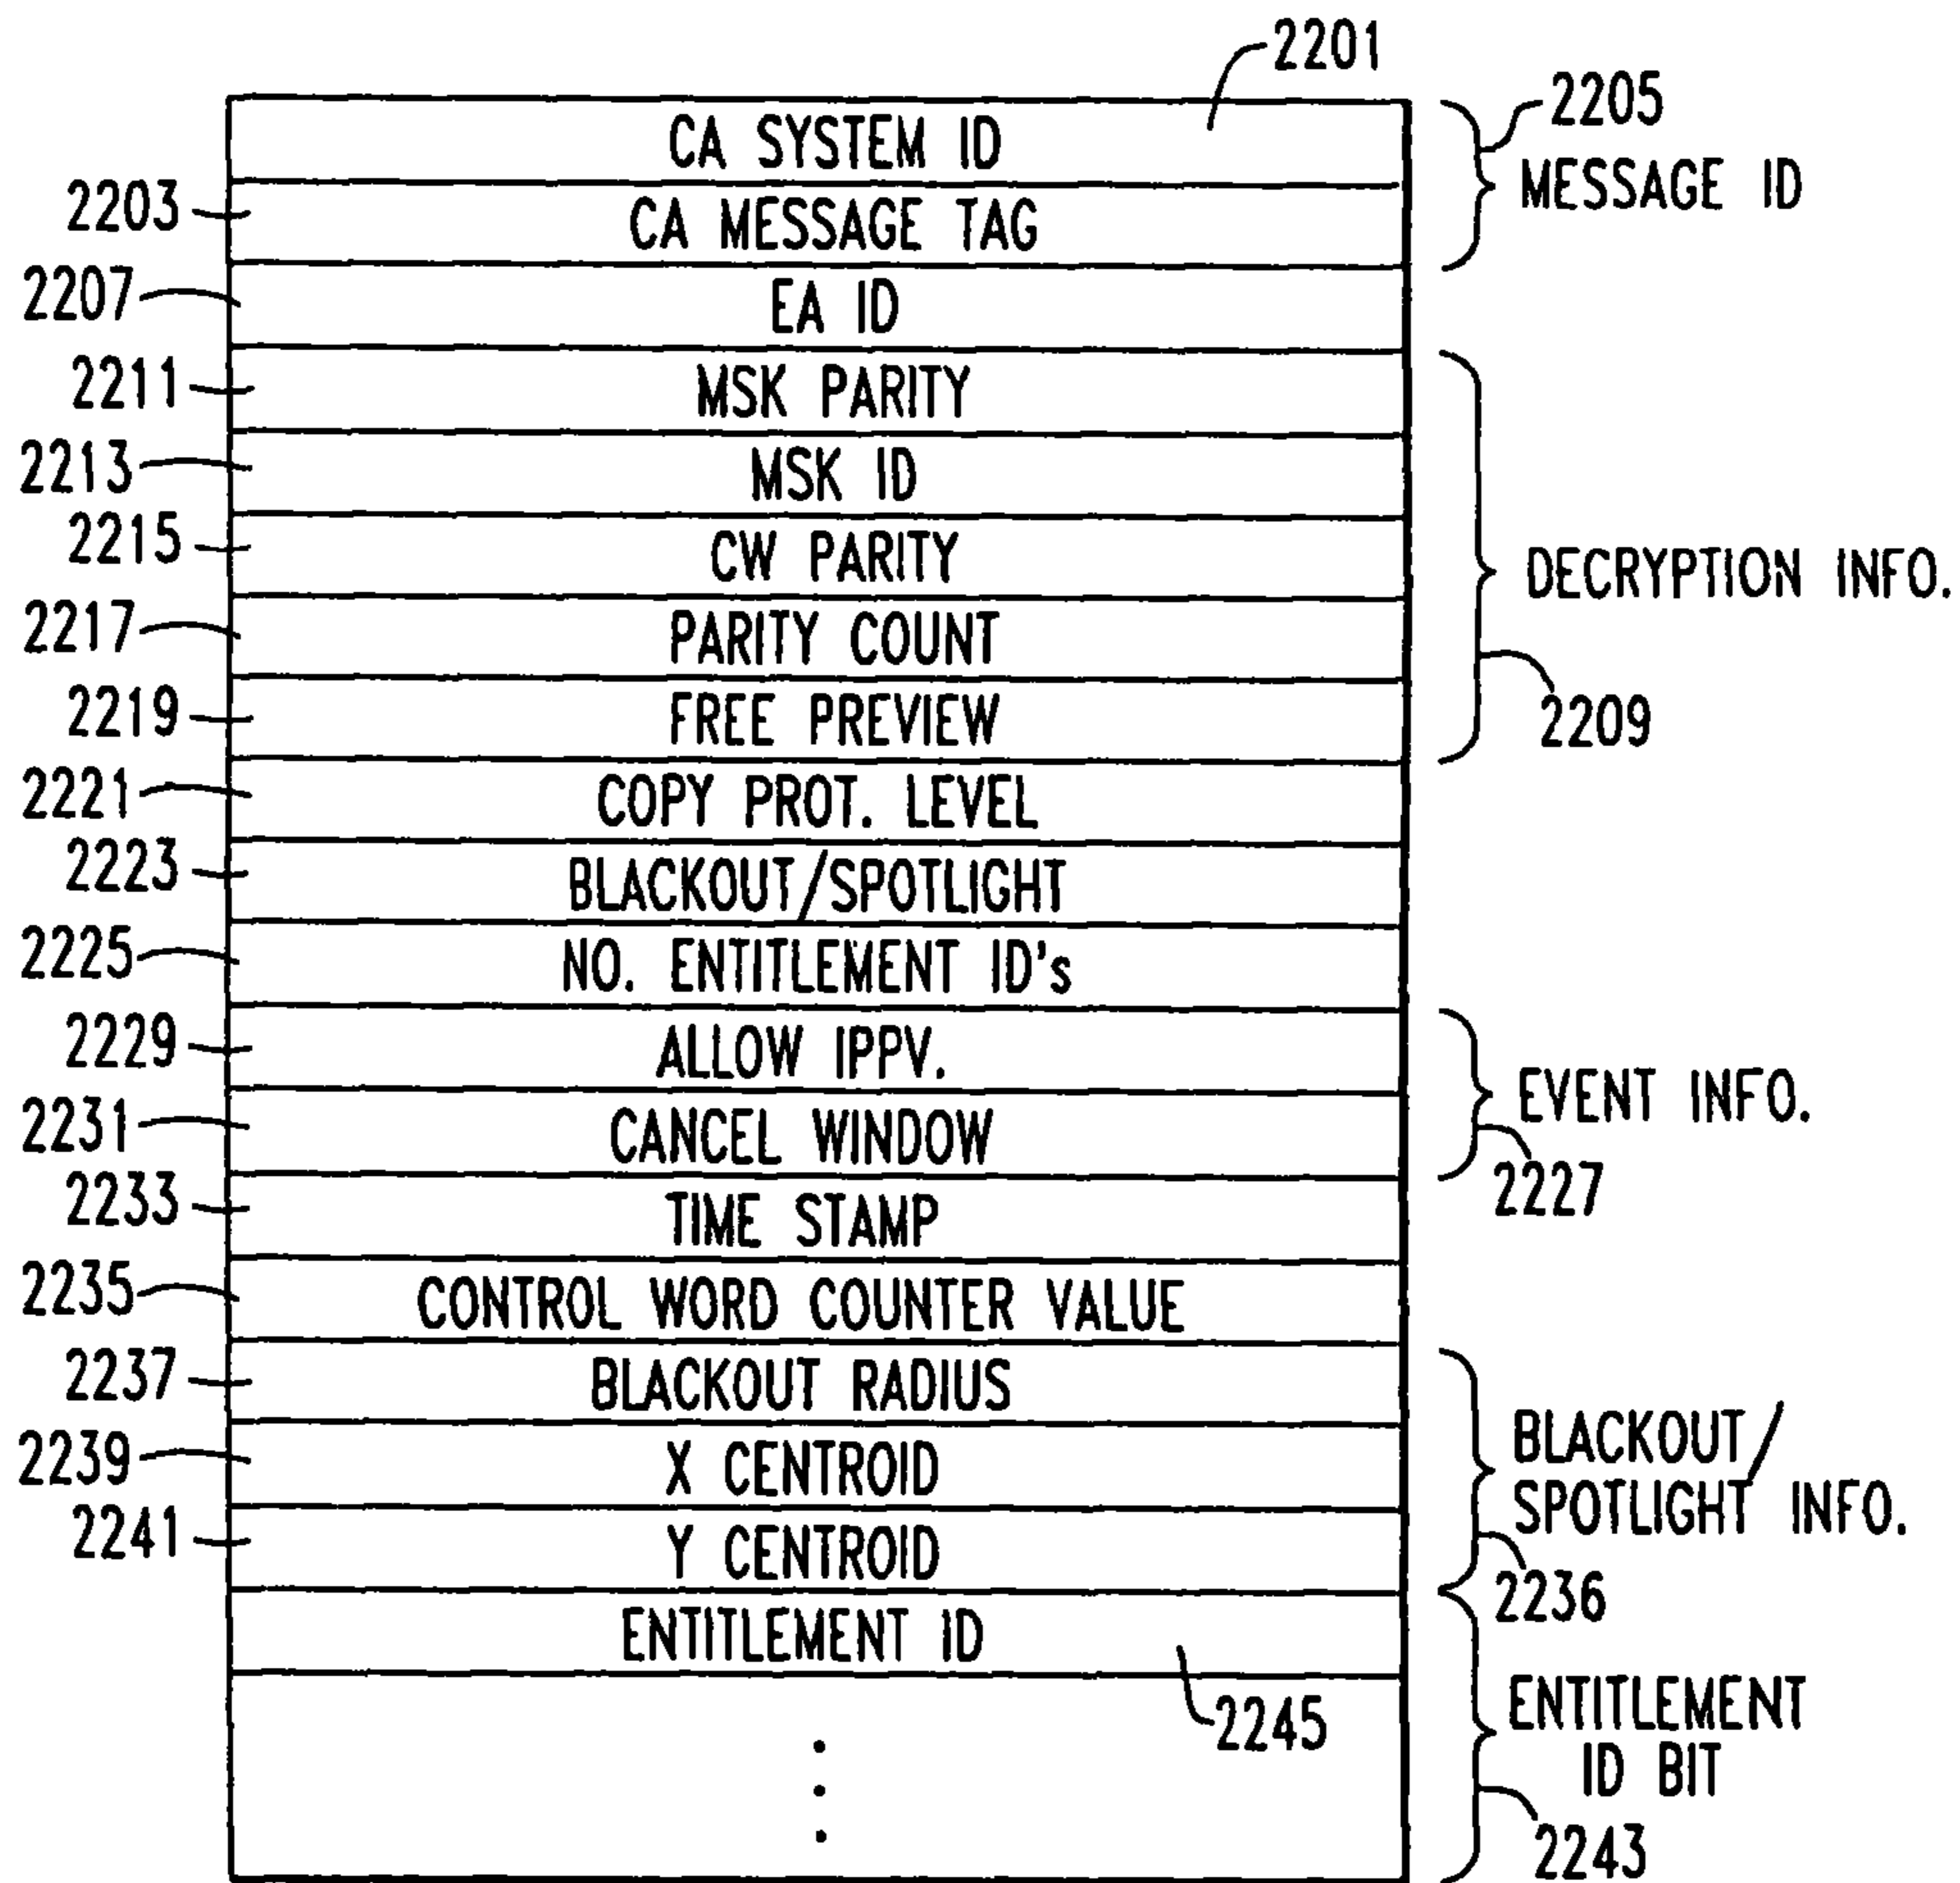 2201
CA SYSTEM ID
2205
MESSAGE ID
2203
CA MESSAGE TAG
2207
EA ID
2211
MSK PARITY
2213
MSK ID
2215
CW PARITY
DECRYPTION INFO.
2217
PARITY COUNT
2219
FREE PREVIEW
2209
2221
COPY PROT. LEVEL
2223
BLACKOUT/SPOTLIGHT
2225
NO. ENTITLEMENT ID's
2229
ALLOW IPPV.
EVENT INFO.
2231
CANCEL WINDOW
2227
2233
TIME STAMP
2235
CONTROL WORD COUNTER VALUE
2237
BLACKOUT RADIUS
2239
X CENTROID
BLACKOUT/
SPOTLIGHT INFO.
2241
Y CENTROID
2236
ENTITLEMENT ID
2245
ENTITLEMENT
ID BIT
2243